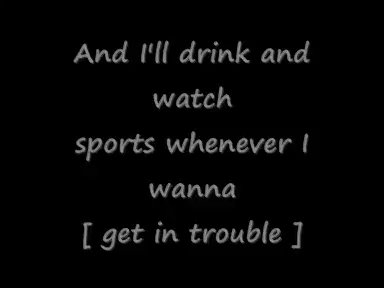 And I'll drink and
watch
sports whenever I
wanna
[ get in trouble ]